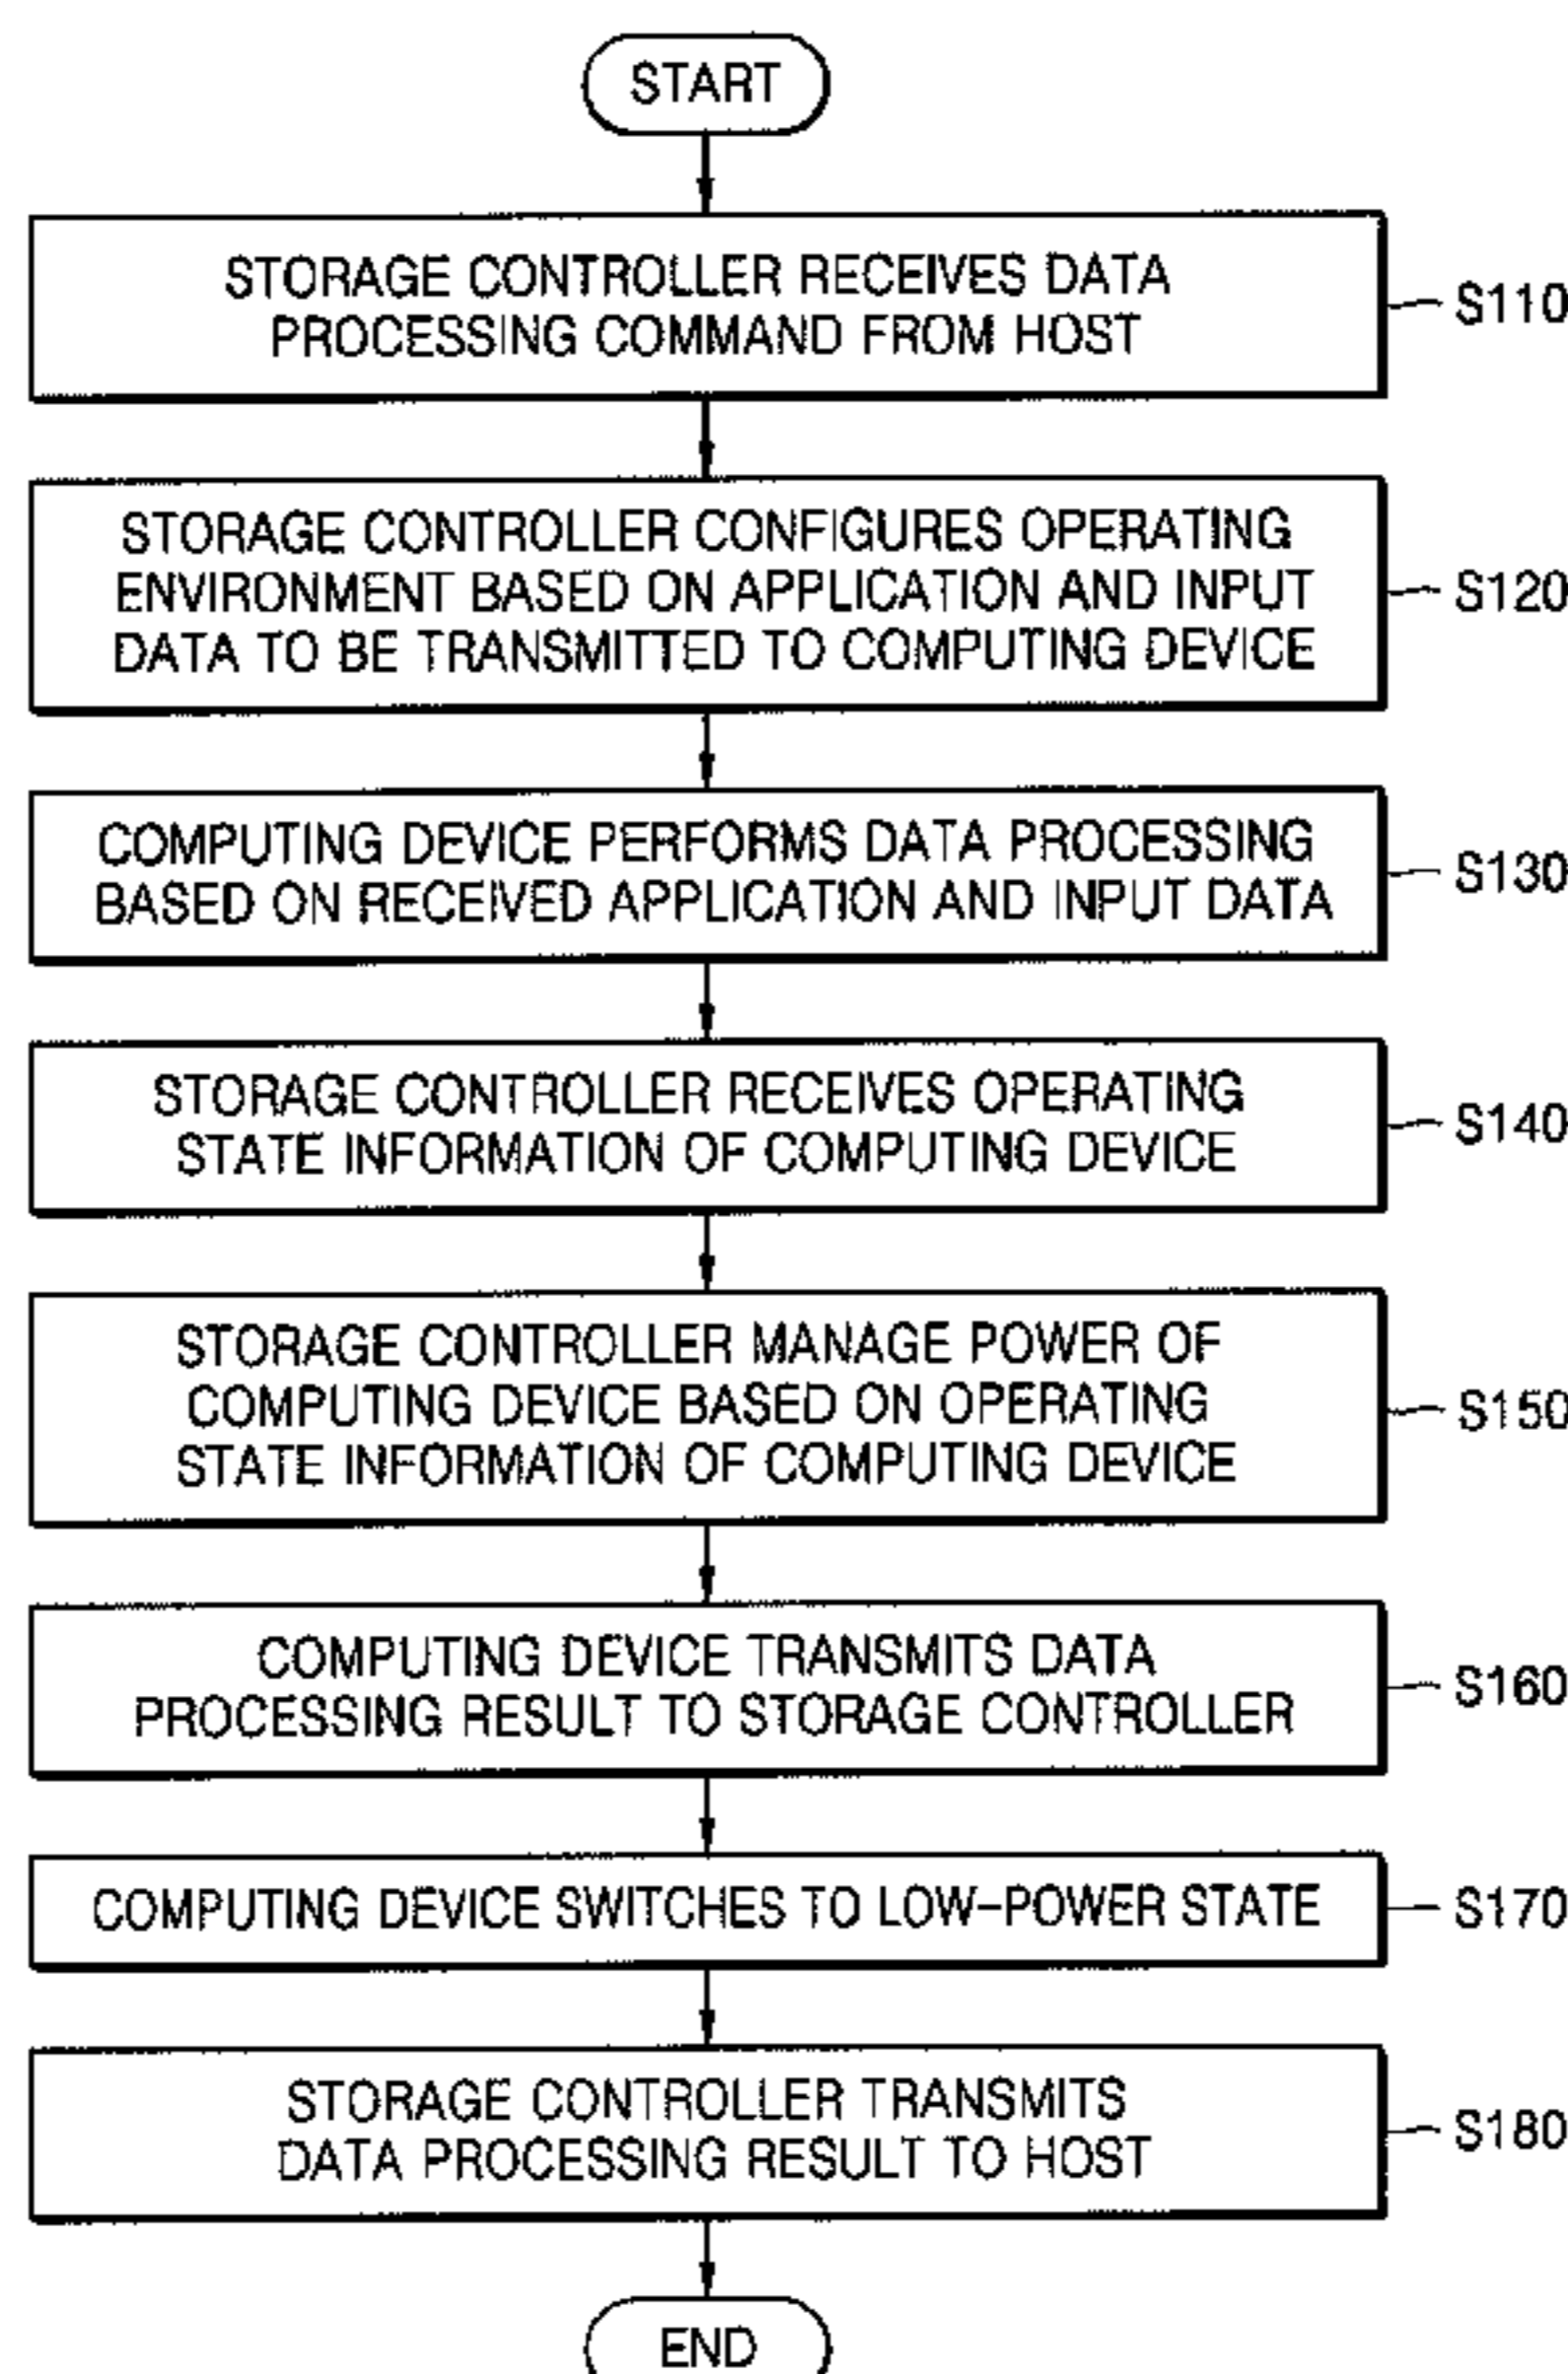 START
STORAGE CONTROLLER RECEIVES DATA
PROCESSING COMMAND FROM HOST
S110
STORAGE CONTROLLER CONFIGURES OPERATING
ENVIRONMENT BASED ON APPLICATION AND INPUT
DATA TO BE TRANSMITTED TO COMPUTING DEVICE
S120
COMPUTING DEVICE PERFORMS DATA PROCESSING
BASED ON RECEIVED APPLICATION AND INPUT DATA
S130
STORAGE CONTROLLER RECEIVES OPERATING
STATE INFORMATION OF COMPUTING DEVICE
S140
STORAGE CONTROLLER MANAGE POWER OF
COMPUTING DEVICE BASED ON OPERATING
STATE INFORMATION OF COMPUTING DEVICE
S150
COMPUTING DEVICE TRANSMITS DATA
PROCESSING RESULT TO STORAGE CONTROLLER
S160
COMPUTING DEVICE SWITCHES TO LOW-POWER STATE
S170
STORAGE CONTROLLER TRANSMITS
DATA PROCESSING RESULT TO HOST
S180
END